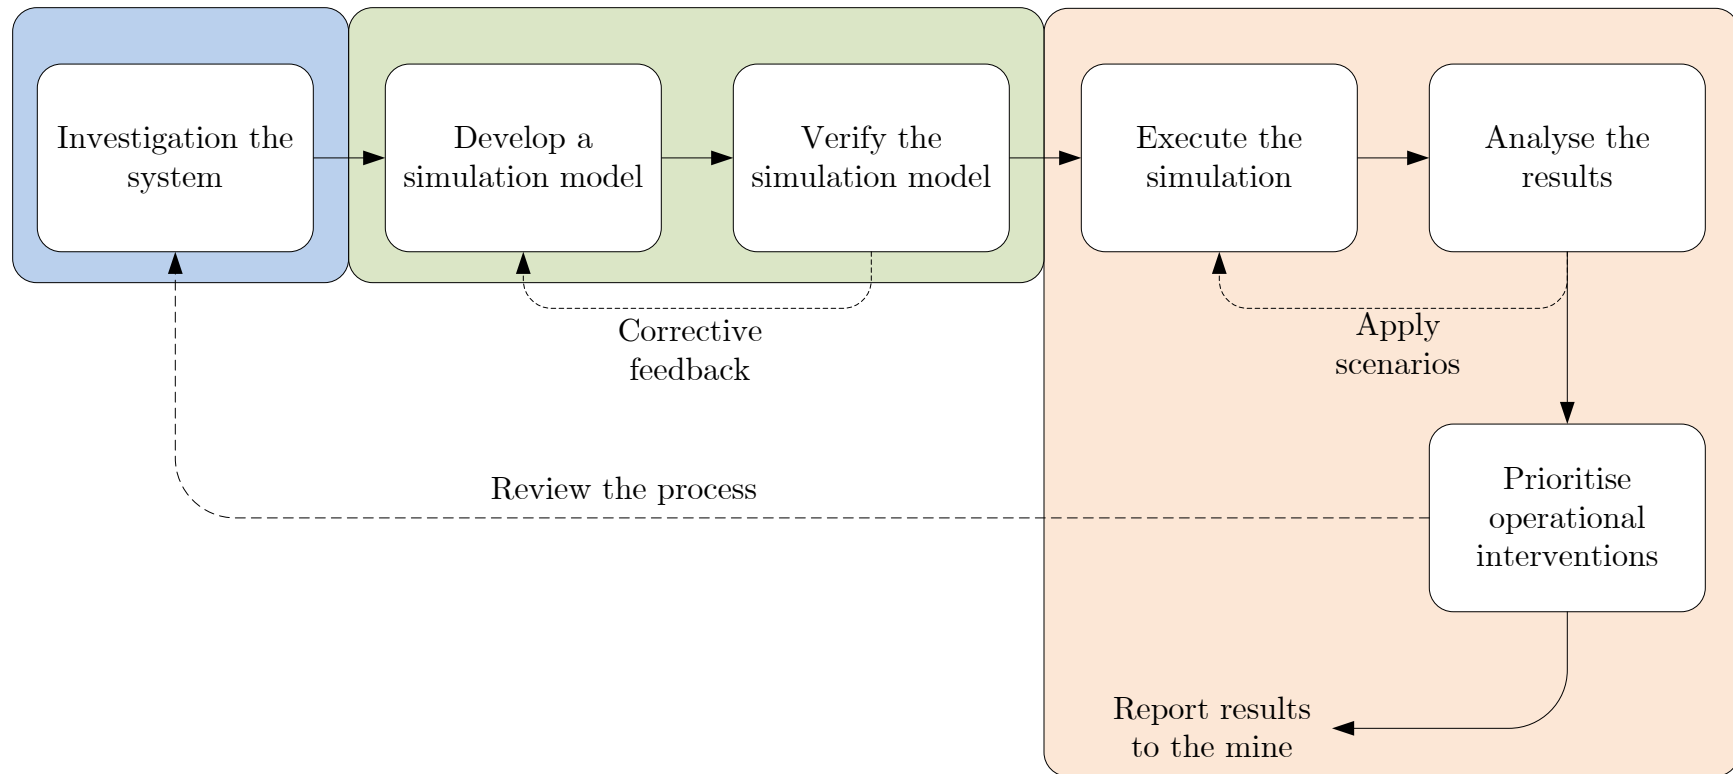 Investigation the
system
Develop a
simulation model
Verify the
simulation model
Execute the
simulation
Analyse the
results
Corrective
feedback
Apply
scenarios
Review the process
Prioritise
operational
interventions
Report results
to the mine